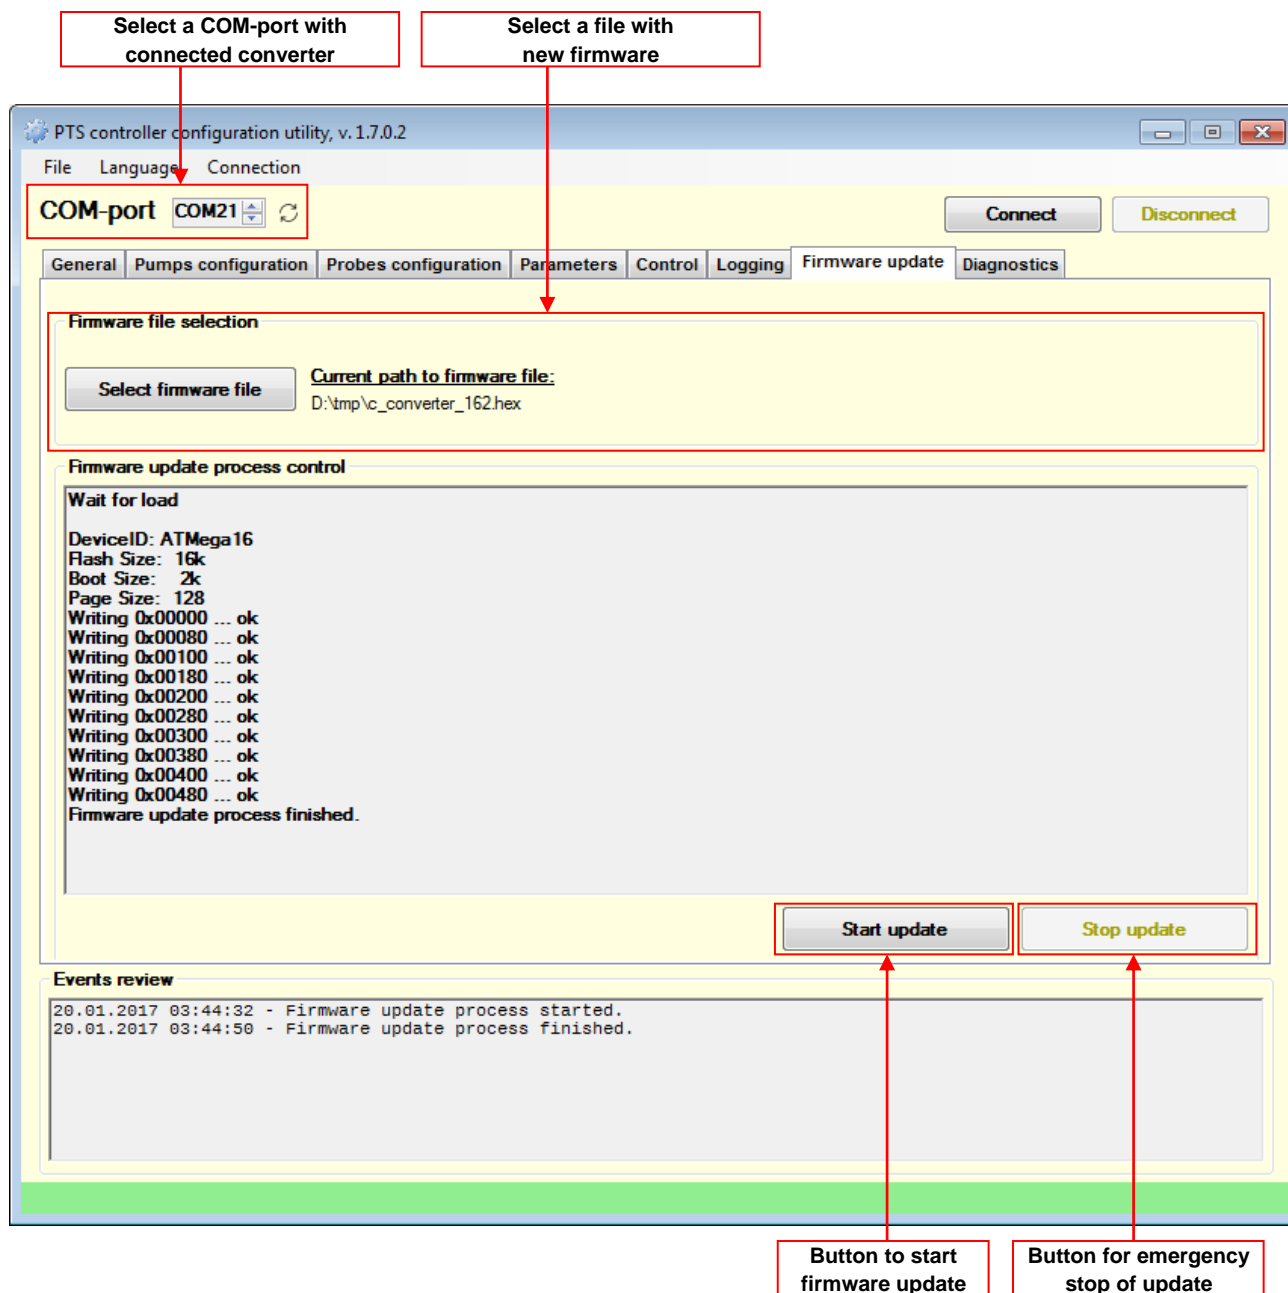 Select a COM-port with
connected converter
Select a file with
new firmware
PTS controller configuration utility, v. 1.7.0.2
File Language Connection
COM-port COM21 Connect Disconnect
General Pumps configuration Probes configuration Parameters Control Logging Firmware update Diagnostics
Firmware file selection
Select firmware file
Current path to firmware file:
D:\tmp\c_converter_162.hex
Firmware update process control
Wait for load
DeviceID: ATMega16
Flash Size: 16k
Boot Size: 2k
Page Size: 128
Writing 0x00000 ... ok
Writing 0x00080 ... ok
Writing 0x00100 ... ok
Writing 0x00180 ... ok
Writing 0x00200 ... ok
Writing 0x00280 ... ok
Writing 0x00300 ... ok
Writing 0x00380 ... ok
Writing 0x00400 ... ok
Writing 0x00480 ... ok
Firmware update process finished.
Start update Stop update
Events review
20.01.2017 03:44:32 - Firmware update process started.
20.01.2017 03:44:50 - Firmware update process finished.
Button to start
firmware update
Button for emergency
stop of update